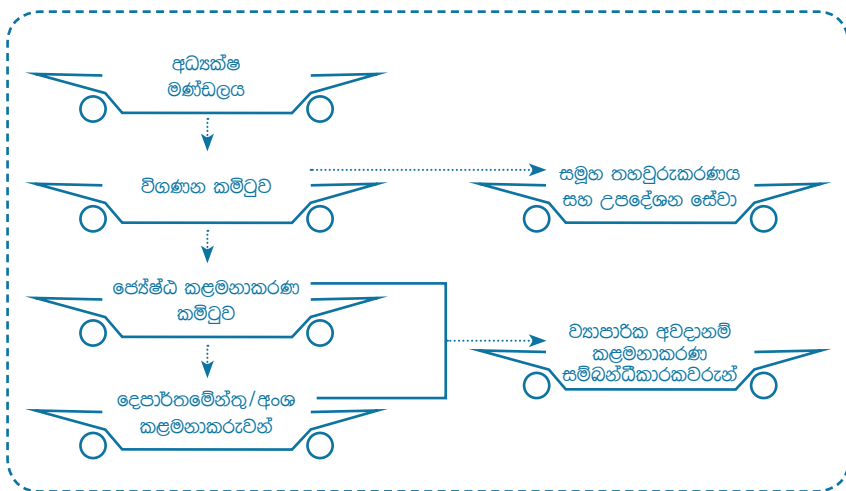 අධ්‍යක්ෂ
මණ්ඩලය
විගණන කමිටුව
සමූහ තහවුරුකරණය
සහ උපදේශන සේවා
ජ්‍යේෂ්ඨ කළමනාකරණ
කමිටුව
ව්‍යාපාරික අවදානම්
කළමනාකරණ
සම්බන්ධීකාරකවරුන්
දෙපාර්තමේන්තු/අංශ
කළමනාකරුවන්